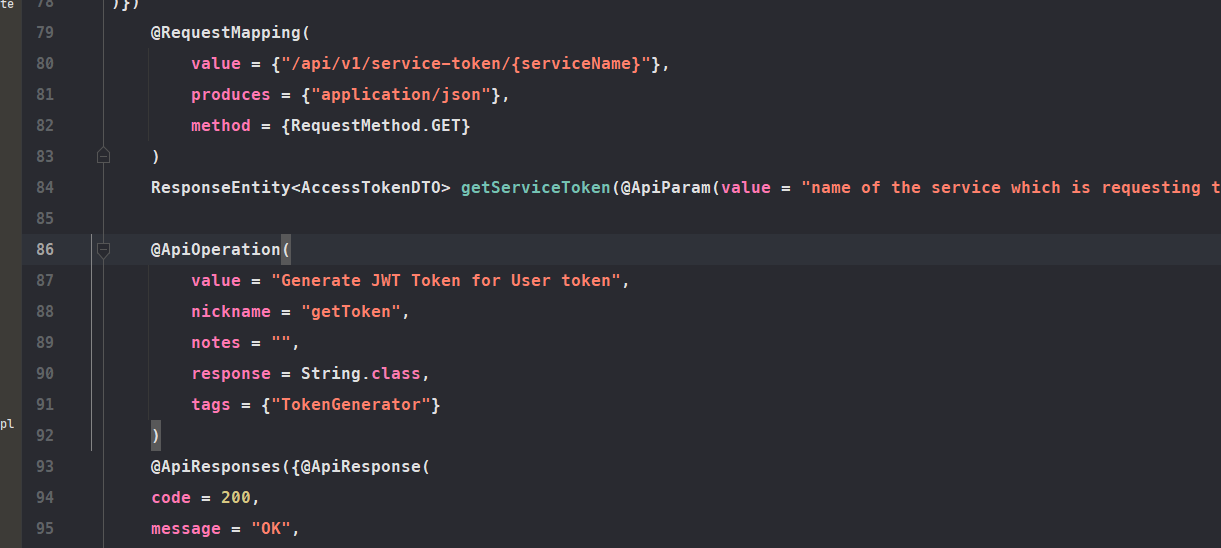 te
78 )})
79 @RequestMapping(
80 value = {"/api/v1/service-token/{serviceName}"},
81 produces = {"application/json"},
82 method = {RequestMethod.GET}
83 )
84 ResponseEntity<AccessTokenDTO> getServiceToken(@ApiParam(value = "name of the service which is requesting t
85
86 @ApiOperation(
87 value = "Generate JWT Token for User token",
88 nickname = "getToken",
89 notes = "",
90 response = String.class,
91 tags = {"TokenGenerator"}
pl
92 )
93 @ApiResponses({@ApiResponse(
94 code = 200,
95 message = "OK",